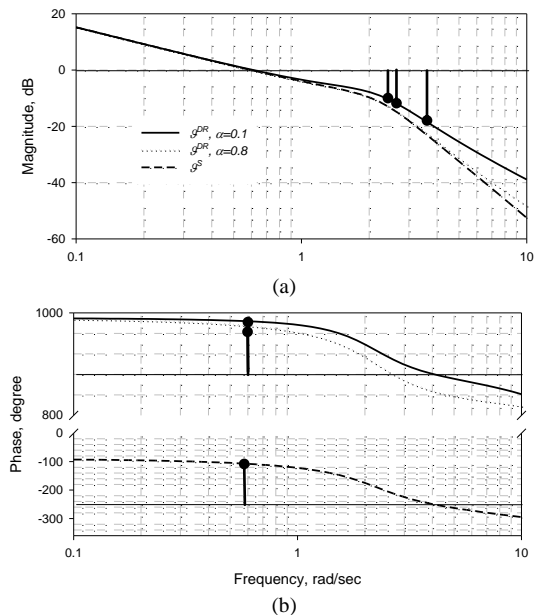 20
0
-20
-40
-60
Magnitude, dB
ϑ^DR, α=0.1
ϑ^DR, α=0.8
ϑ^S
0.1 1 10
(a)
1000
800
0
-100
-200
-300
Phase, degree
0.1 1 10
Frequency, rad/sec
(b)